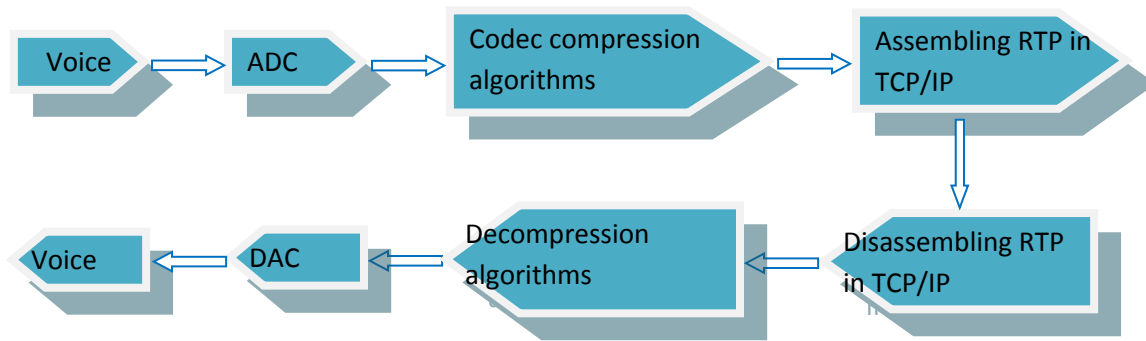 Voice
ADC
Codec compression
algorithms
Assembling RTP in
TCP/IP
Disassembling RTP
in TCP/IP
Decompression
algorithms
DAC
Voice